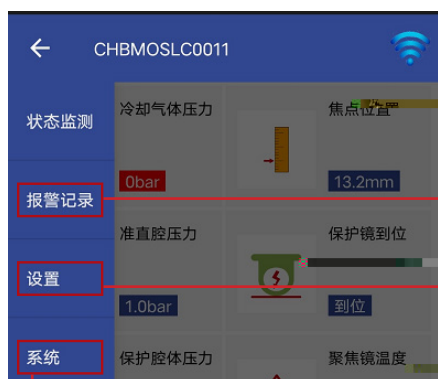 CHBMOSLC0011
状态监测
冷却气体压力
焦点位置
0bar
13.2mm
报警记录
准直腔压力
保护镜到位
设置
1.0bar
到位
系统
保护腔体压力
聚焦镜温度